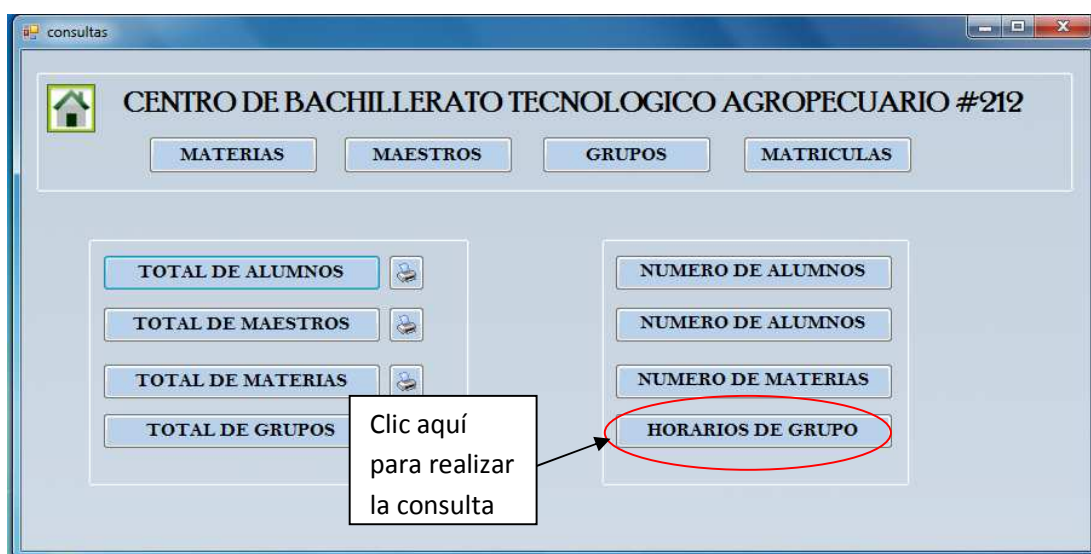 consultas
CENTRO DE BACHILLERATO TECNOLOGICO AGROPECUARIO #212
MATERIAS MAESTROS GRUPOS MATRICULAS
TOTAL DE ALUMNOS
TOTAL DE MAESTROS
TOTAL DE MATERIAS
TOTAL DE GRUPOS
Clic aquí
para realizar
la consulta
NUMERO DE ALUMNOS
NUMERO DE ALUMNOS
NUMERO DE MATERIAS
HORARIOS DE GRUPO